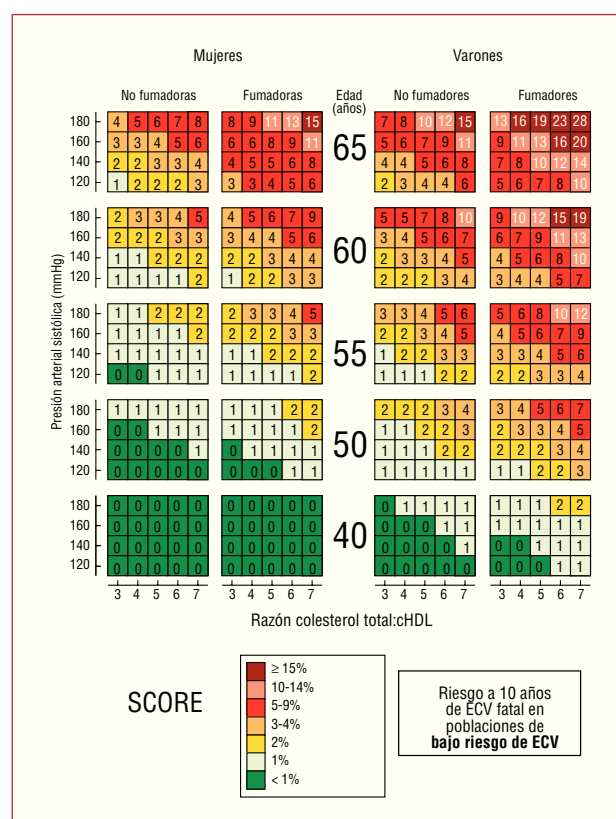 Mujeres Varones
No fumadoras Fumadoras Edad (años) No fumadores Fumadores
Presión arterial sistólica (mmHg)
180 4 5 6 7 8 8 9 11 13 15 7 8 10 12 15 13 16 19 23 28
160 3 3 4 5 6 6 6 8 9 11 5 6 7 9 11 9 11 13 16 20
65
140 2 2 3 3 4 4 5 5 6 8 4 4 5 6 8 7 8 10 12 14
120 1 2 2 2 3 3 3 4 5 6 2 3 4 4 6 5 6 7 8 10
180 2 3 3 4 5 4 5 6 7 9 5 5 7 8 10 9 10 12 15 19
160 2 2 2 3 3 3 4 4 5 6 3 4 5 6 7 6 7 9 11 13
60
140 1 1 2 2 2 2 2 3 4 4 2 3 3 4 5 4 5 6 8 10
120 1 1 1 1 2 1 2 2 3 3 2 2 2 3 4 3 4 4 5 7
180 1 1 2 2 2 2 3 3 4 5 3 3 4 5 6 5 6 8 10 12
160 1 1 1 1 2 2 2 2 3 3 2 2 3 4 5 4 5 6 7 9
55
140 1 1 1 1 1 1 1 2 2 2 1 2 2 3 3 3 3 4 5 6
120 0 0 1 1 1 1 1 1 1 2 1 1 1 2 2 2 2 3 3 4
180 1 1 1 1 1 1 1 1 2 2 2 2 2 3 4 3 4 5 6 7
160 0 0 1 1 1 1 1 1 1 2 1 1 2 2 3 2 3 3 4 5
50
140 0 0 0 0 1 0 1 1 1 1 1 1 1 2 2 2 2 2 3 4
120 0 0 0 0 0 0 0 0 1 1 1 1 1 1 1 1 1 2 2 3
180 0 0 0 0 0 0 0 0 0 0 0 1 1 1 1 1 1 1 2 2
160 0 0 0 0 0 0 0 0 0 0 0 0 0 1 1 1 1 1 1 1
40
140 0 0 0 0 0 0 0 0 0 0 0 0 0 0 1 0 0 1 1 1
120 0 0 0 0 0 0 0 0 0 0 0 0 0 0 0 0 0 0 1 1
3 4 5 6 7 3 4 5 6 7 3 4 5 6 7 3 4 5 6 7
Razón colesterol total:cHDL
SCORE
≥ 15%
10-14%
5-9%
3-4%
2%
1%
< 1%
Riesgo a 10 años
de ECV fatal en
poblaciones de
bajo riesgo de ECV